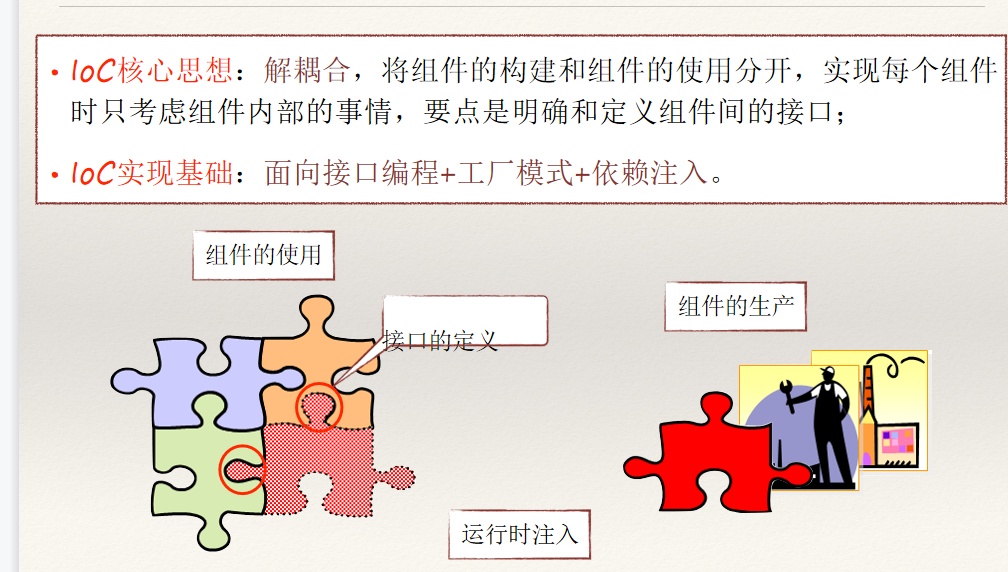 • IoC核心思想：解耦合，将组件的构建和组件的使用分开，实现每个组件
时只考虑组件内部的事情，要点是明确和定义组件间的接口；
• IoC实现基础：面向接口编程+工厂模式+依赖注入。
组件的使用
组件的生产
接口的定义
运行时注入